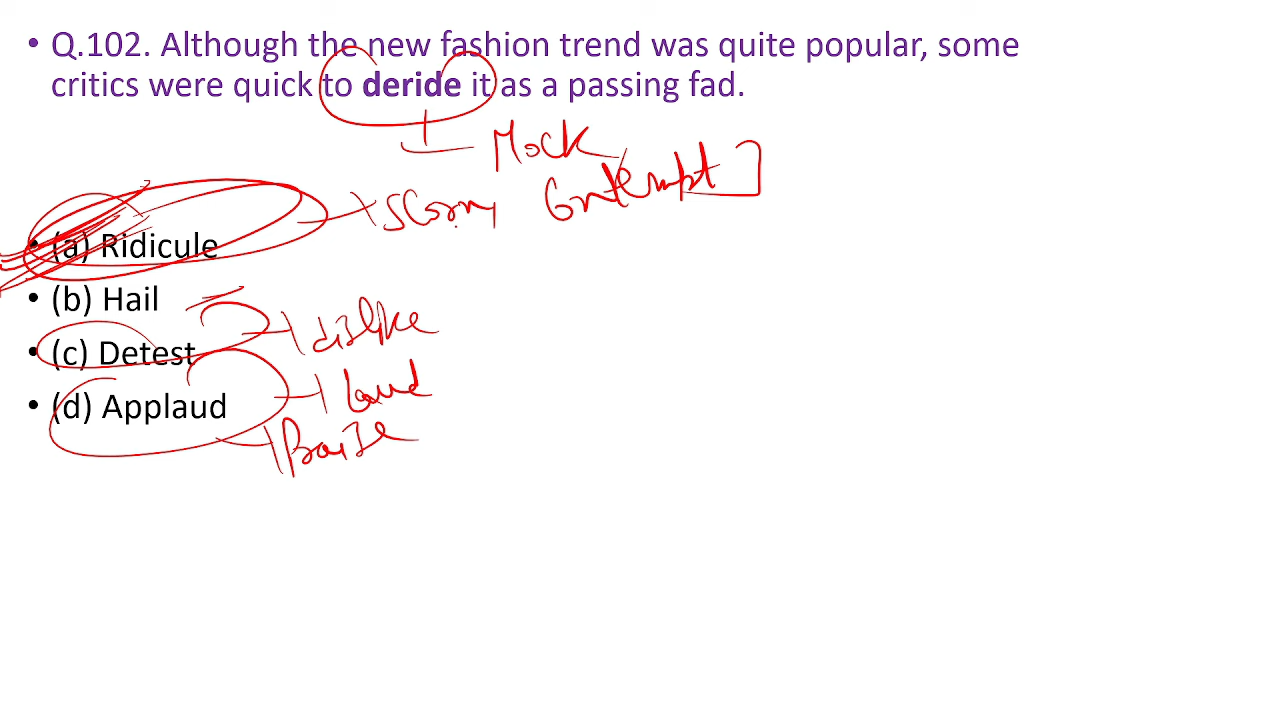 • Q.102. Although the new fashion trend was quite popular, some
critics were quick to deride it as a passing fad.
Mock
Scorn, Contempt
• (a) Ridicule
• (b) Hail
dislike
• (c) Detest
Laud
• (d) Applaud
Praise